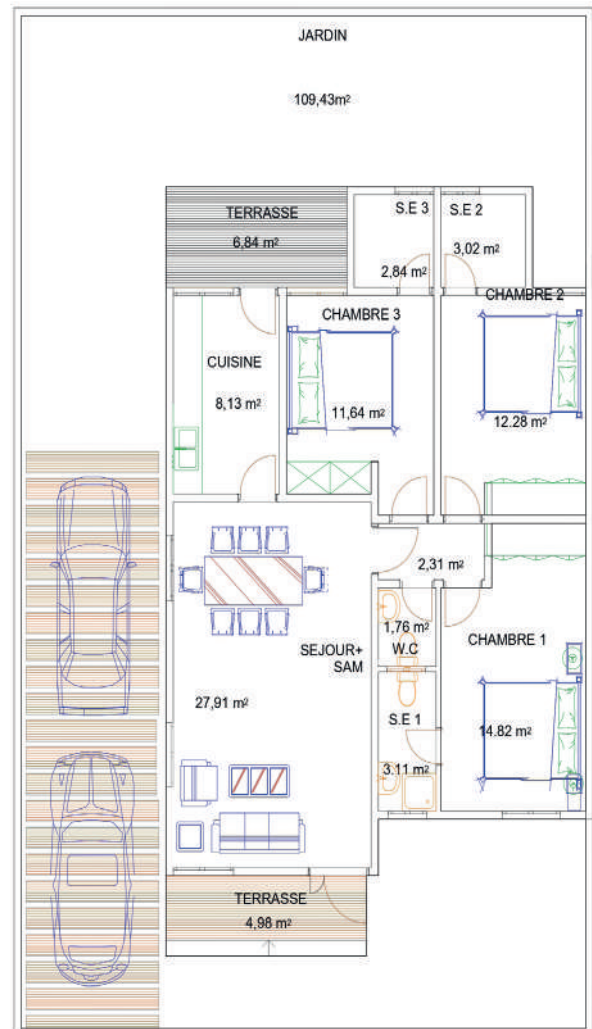 JARDIN
109,43m²
TERRASSE
6,84 m²
S.E 3
2,84 m²
S.E 2
3,02 m²
CHAMBRE 2
12.28 m²
CHAMBRE 3
11,64 m²
CUISINE
8,13 m²
2,31 m²
1,76 m²
W.C
CHAMBRE 1
14.82 m²
SEJOUR+
SAM
27,91 m²
S.E 1
3.11 m²
TERRASSE
4,98 m²